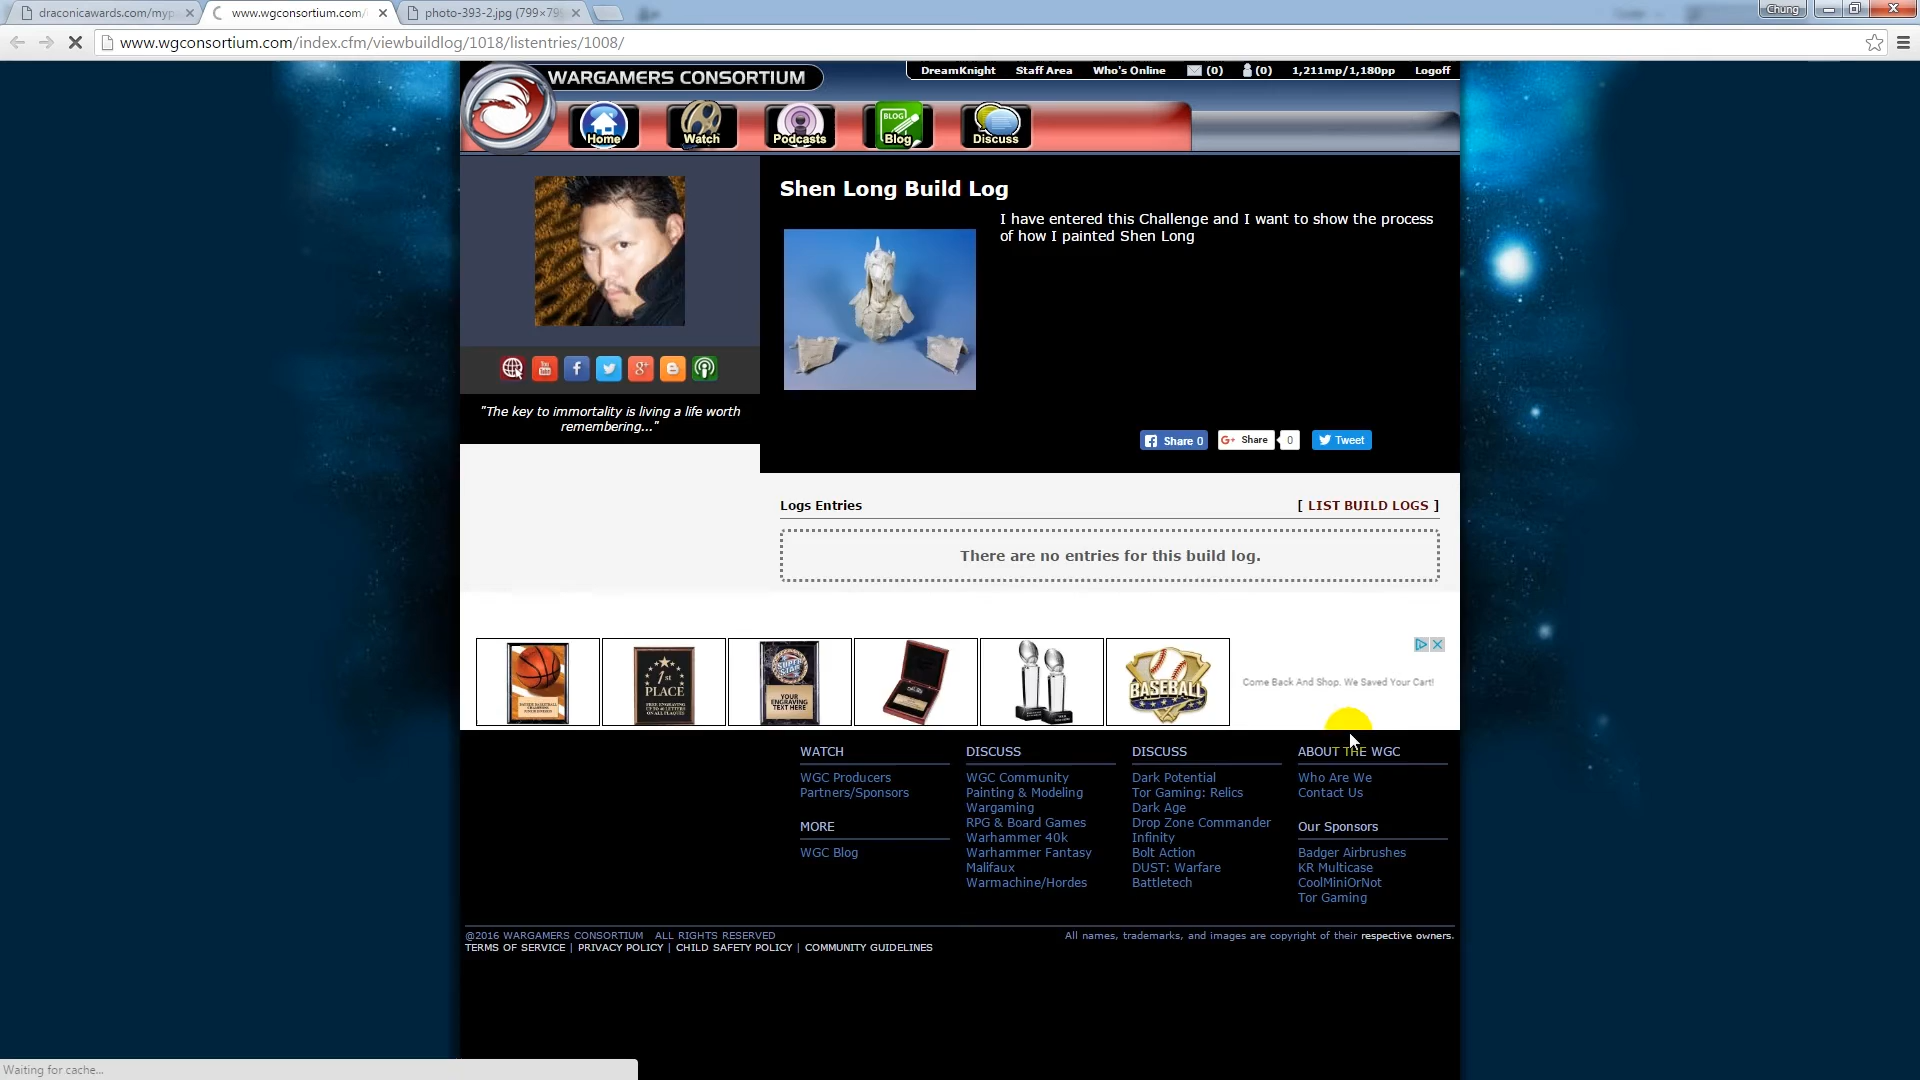 draconicawards.com/myp
www.wgconsortium.com/
photo-393-2.jpg (799×79
Chung
www.wgconsortium.com/index.cfm/viewbuildlog/1018/listentries/1008/
WARGAMERS CONSORTIUM
DreamKnight Staff Area Who's Online (0) (0) 1,211mp/1,180pp Logoff
Home Watch Podcasts BLOG Blog Discuss
Shen Long Build Log
I have entered this Challenge and I want to show the process
of how I painted Shen Long
"The key to immortality is living a life worth
remembering..."
Share 0 G+ Share 0 Tweet
Logs Entries [ LIST BUILD LOGS ]
There are no entries for this build log.
1st
PLACE
SUPER
STAR
YOUR
ENGRAVING
TEXT HERE
BASEBALL
Come Back And Shop. We Saved Your Cart!
WATCH
WGC Producers
Partners/Sponsors
MORE
WGC Blog
DISCUSS
WGC Community
Painting & Modeling
Wargaming
RPG & Board Games
Warhammer 40k
Warhammer Fantasy
Malifaux
Warmachine/Hordes
DISCUSS
Dark Potential
Tor Gaming: Relics
Dark Age
Drop Zone Commander
Infinity
Bolt Action
DUST: Warfare
Battletech
ABOUT THE WGC
Who Are We
Contact Us
Our Sponsors
Badger Airbrushes
KR Multicase
CoolMiniOrNot
Tor Gaming
@2016 WARGAMERS CONSORTIUM ALL RIGHTS RESERVED
All names, trademarks, and images are copyright of their respective owners.
TERMS OF SERVICE | PRIVACY POLICY | CHILD SAFETY POLICY | COMMUNITY GUIDELINES
Waiting for cache...